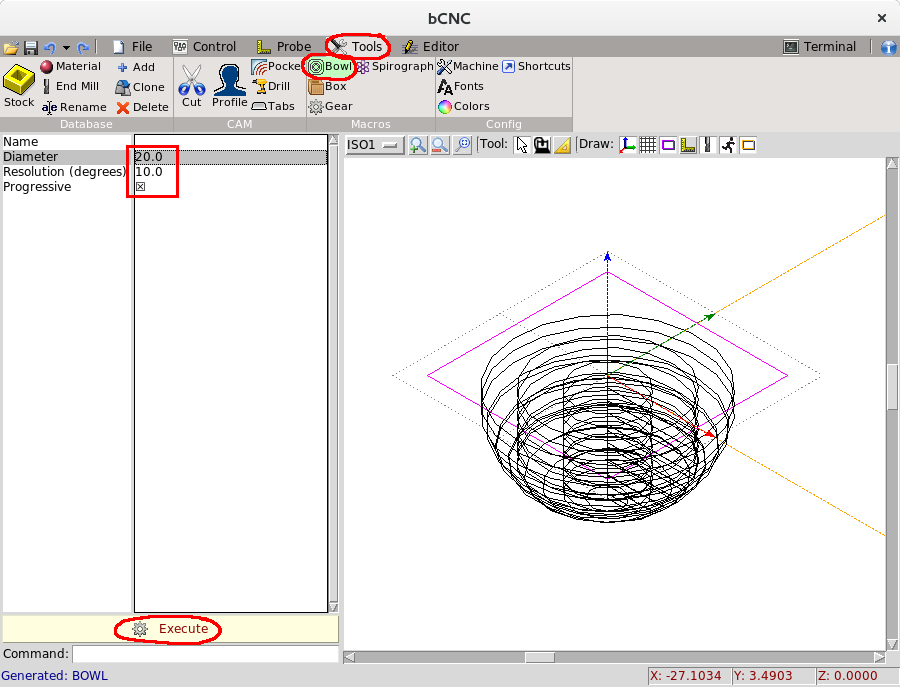 bCNC
File Control Probe Tools Editor Terminal
Stock Material Add Cut Profile Pocke Bowl Spirograph Machine Shortcuts
End Mill Clone Drill Box Fonts
Rename Delete Tabs Gear Colors
Database CAM Macros Config
Name
Diameter 20.0
Resolution (degrees) 10.0
Progressive
ISO1 Tool: Draw:
Execute
Command:
Generated: BOWL X: -27.1034 Y: 3.4903 Z: 0.0000